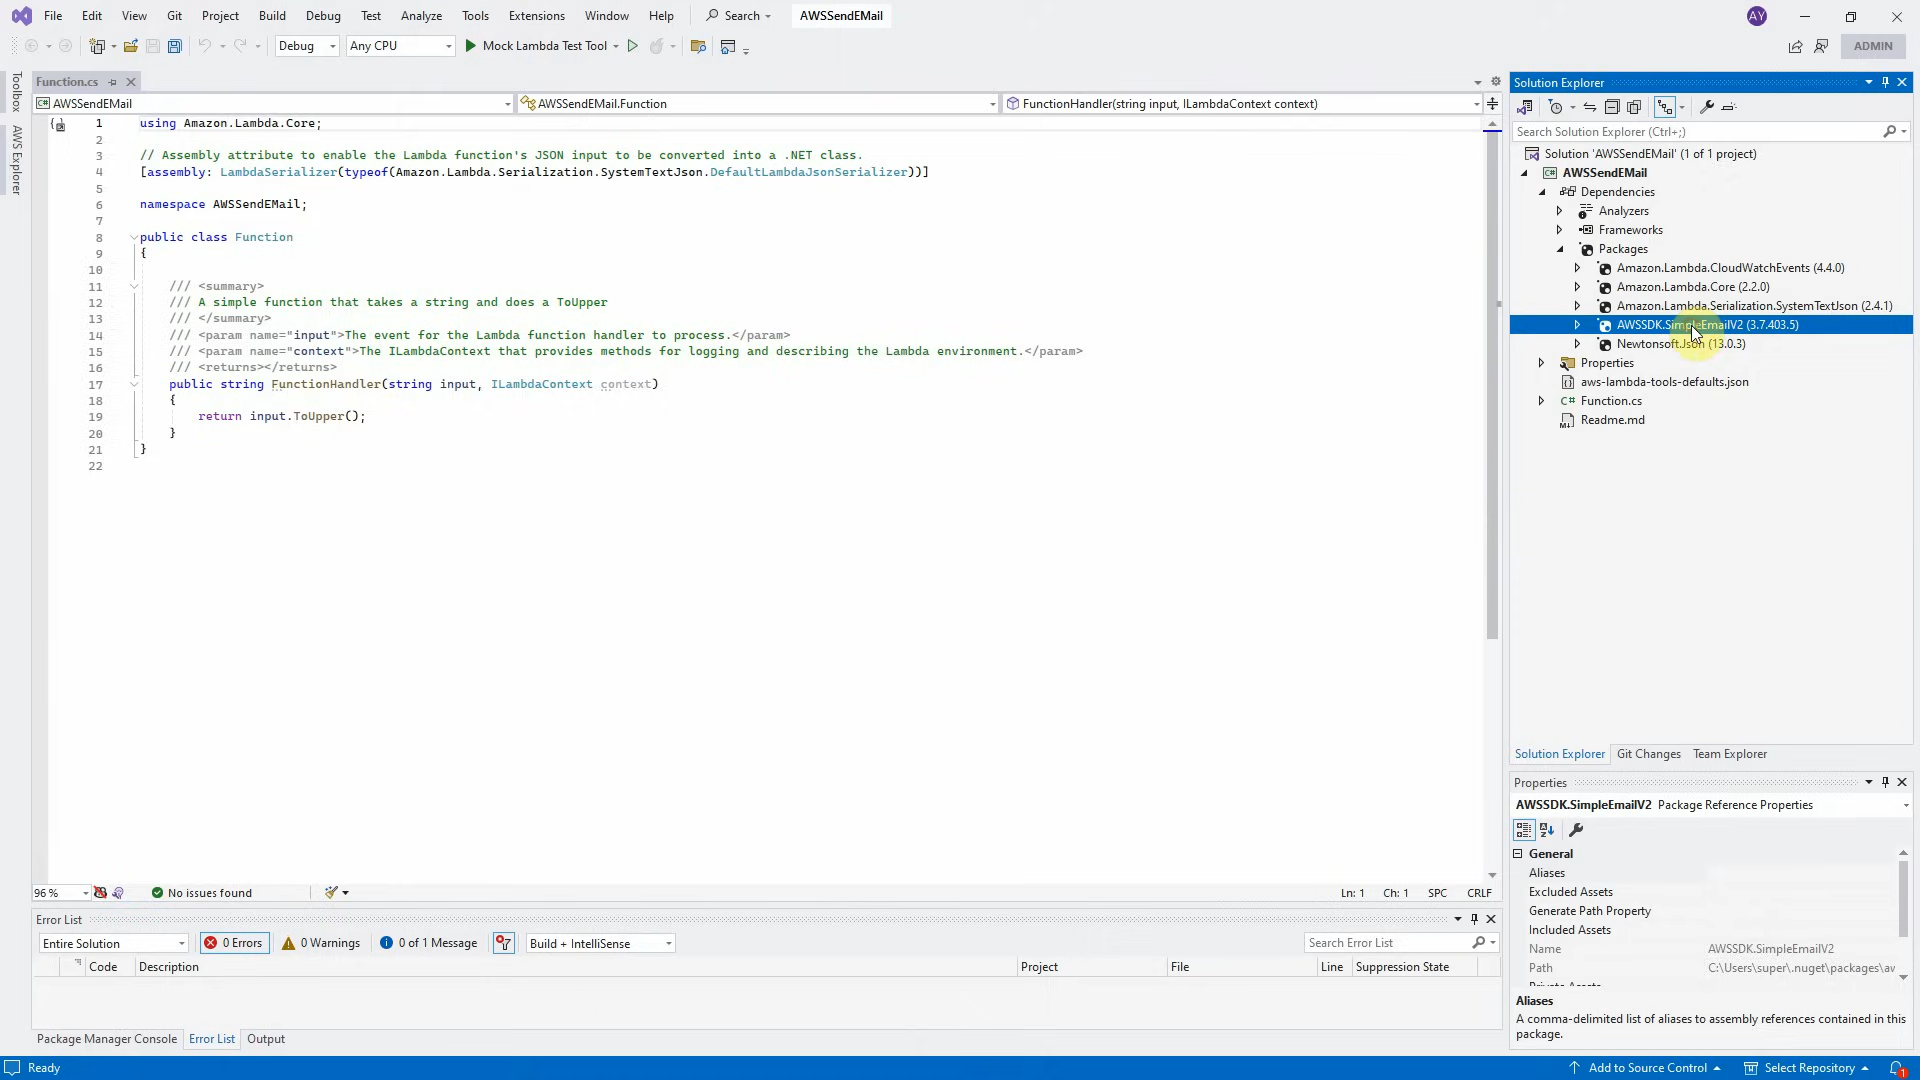 File Edit View Git Project Build Debug Test Analyze Tools Extensions Window Help Search AWSSendEMail AY
Debug Any CPU Mock Lambda Test Tool ADMIN
Toolbox
AWS Explorer
Function.cs
AWSSendEMail AWSSendEMail.Function FunctionHandler(string input, ILambdaContext context)
1 using Amazon.Lambda.Core;
2
3 // Assembly attribute to enable the Lambda function's JSON input to be converted into a .NET class.
4 [assembly: LambdaSerializer(typeof(Amazon.Lambda.Serialization.SystemTextJson.DefaultLambdaJsonSerializer))]
5
6 namespace AWSSendEMail;
7
8 public class Function
9 {
10
11 /// <summary>
12 /// A simple function that takes a string and does a ToUpper
13 /// </summary>
14 /// <param name="input">The event for the Lambda function handler to process.</param>
15 /// <param name="context">The ILambdaContext that provides methods for logging and describing the Lambda environment.</param>
16 /// <returns></returns>
17 public string FunctionHandler(string input, ILambdaContext context)
18 {
19 return input.ToUpper();
20 }
21 }
22
96 % No issues found Ln: 1 Ch: 1 SPC CRLF
Error List
Entire Solution 0 Errors 0 Warnings 0 of 1 Message Build + IntelliSense Search Error List
Code Description Project File Line Suppression State
Package Manager Console Error List Output
Solution Explorer
Search Solution Explorer (Ctrl+;)
Solution 'AWSSendEMail' (1 of 1 project)
AWSSendEMail
Dependencies
Analyzers
Frameworks
Packages
Amazon.Lambda.CloudWatchEvents (4.4.0)
Amazon.Lambda.Core (2.2.0)
Amazon.Lambda.Serialization.SystemTextJson (2.4.1)
AWSSDK.SimpleEmailV2 (3.7.403.5)
Newtonsoft.Json (13.0.3)
Properties
aws-lambda-tools-defaults.json
C# Function.cs
Readme.md
Solution Explorer Git Changes Team Explorer
Properties
AWSSDK.SimpleEmailV2 Package Reference Properties
General
Aliases
Excluded Assets
Generate Path Property
Included Assets
Name AWSSDK.SimpleEmailV2
Path C:\Users\super\.nuget\packages\av
Aliases
A comma-delimited list of aliases to assembly references contained in this
package.
Ready Add to Source Control Select Repository 1